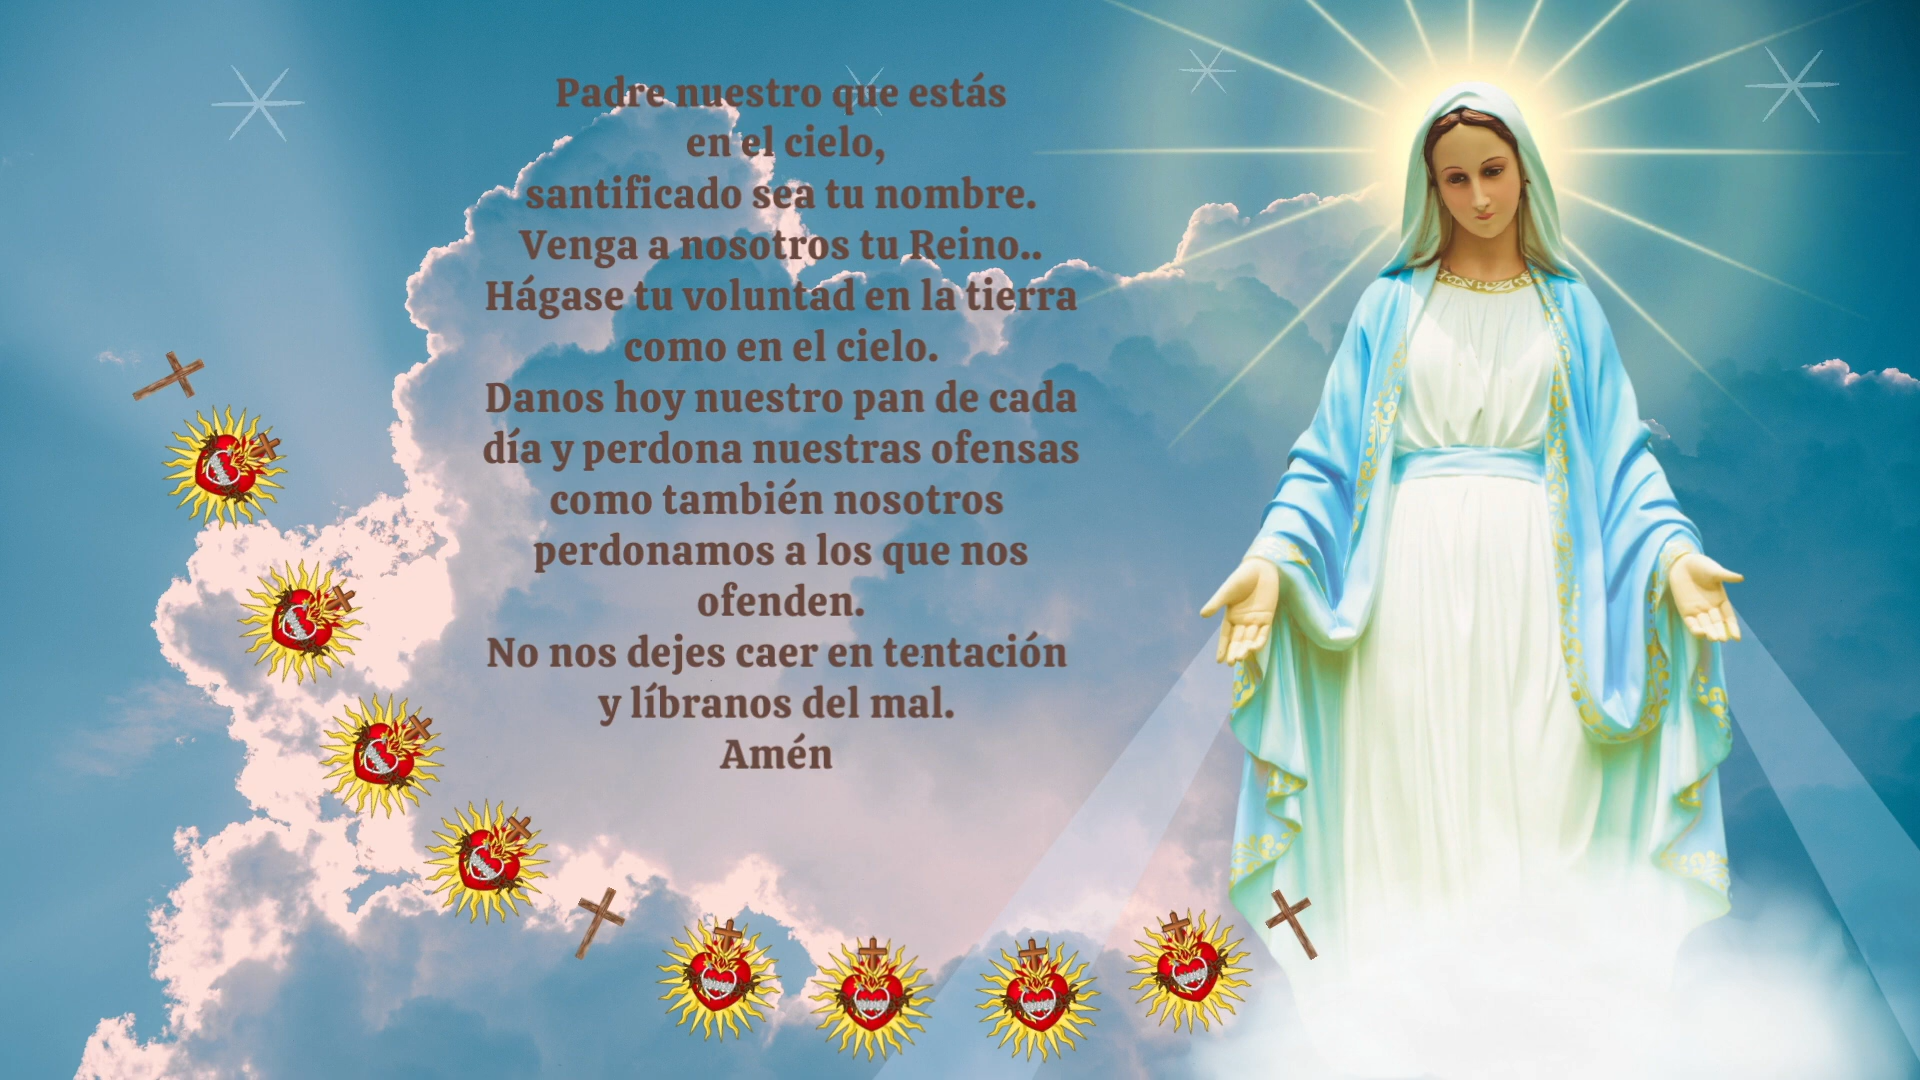 Padre nuestro que estás
en el cielo,
santificado sea tu nombre.
Venga a nosotros tu Reino..
Hágase tu voluntad en la tierra
como en el cielo.
Danos hoy nuestro pan de cada
día y perdona nuestras ofensas
como también nosotros
perdonamos a los que nos
ofenden.
No nos dejes caer en tentación
y líbranos del mal.
Amén